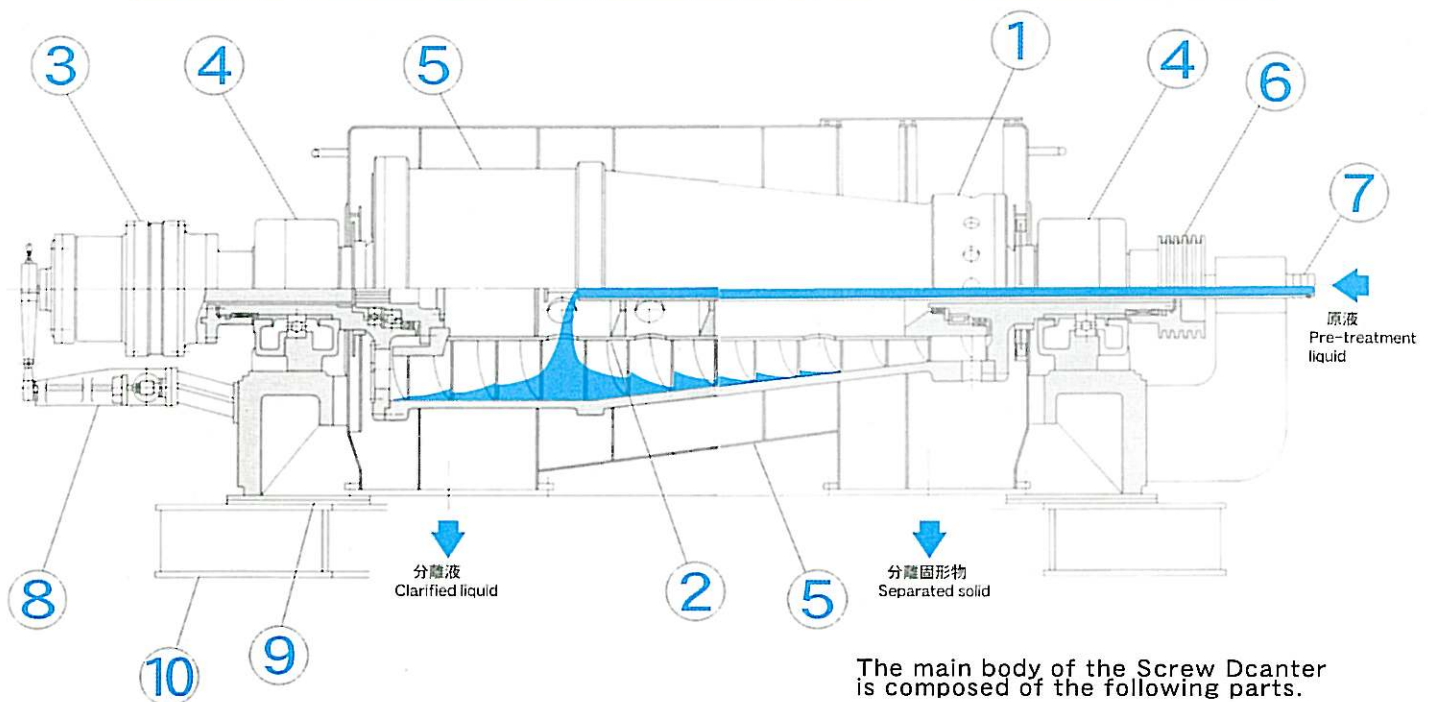 ③
④
⑤
①
④
⑥
⑦
原液
Pre-treatment
liquid
分離液
Clarified liquid
分離固形物
Separated solid
⑧
②
⑤
⑨
⑩
The main body of the Screw Dcanter
is composed of the following parts.